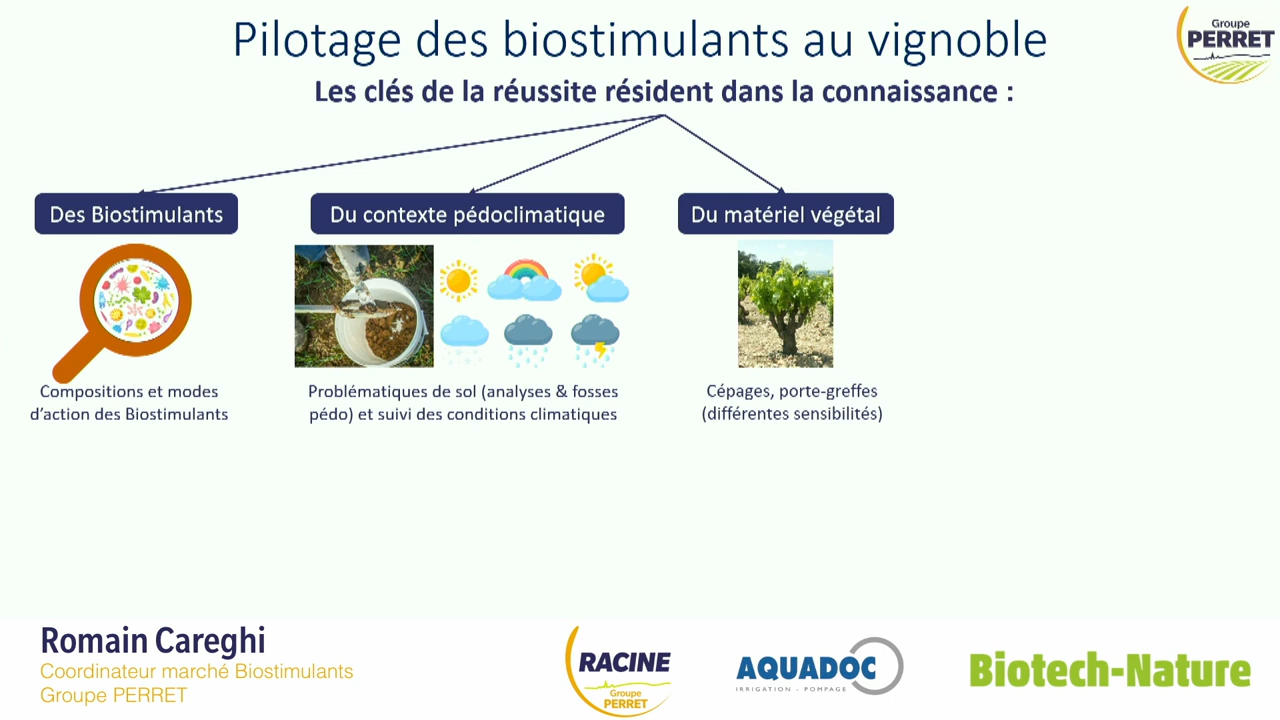 Pilotage des biostimulants au vignoble
Groupe
PERRET
Les clés de la réussite résident dans la connaissance :
Des Biostimulants
Du contexte pédoclimatique
Du matériel végétal
Compositions et modes
d’action des Biostimulants
Problématiques de sol (analyses & fosses
pédo) et suivi des conditions climatiques
Cépages, porte-greffes
(différentes sensibilités)
Romain Careghi
Coordinateur marché Biostimulants
Groupe PERRET
RACINE
Groupe
PERRET
AQUADOC
IRRIGATION - POMPAGE
Biotech-Nature